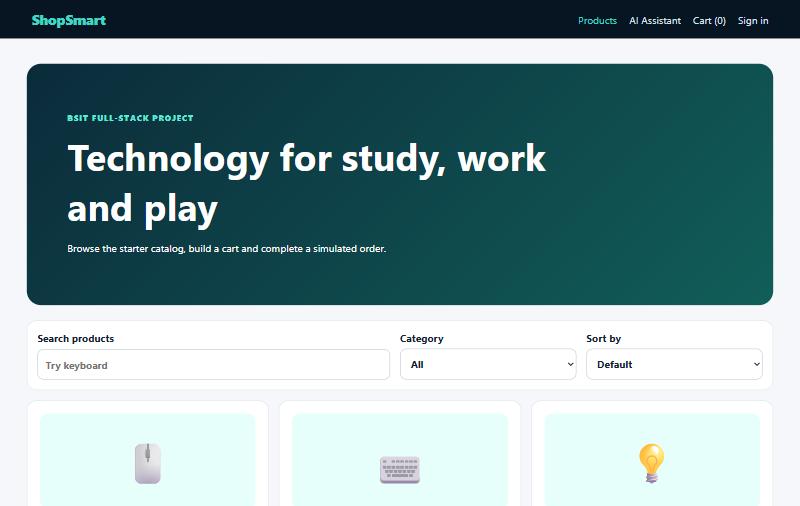 ShopSmart
Products AI Assistant Cart (0) Sign in
BSIT FULL-STACK PROJECT
Technology for study, work
and play
Browse the starter catalog, build a cart and complete a simulated order.
Search products
Try keyboard
Category
All
Sort by
Default